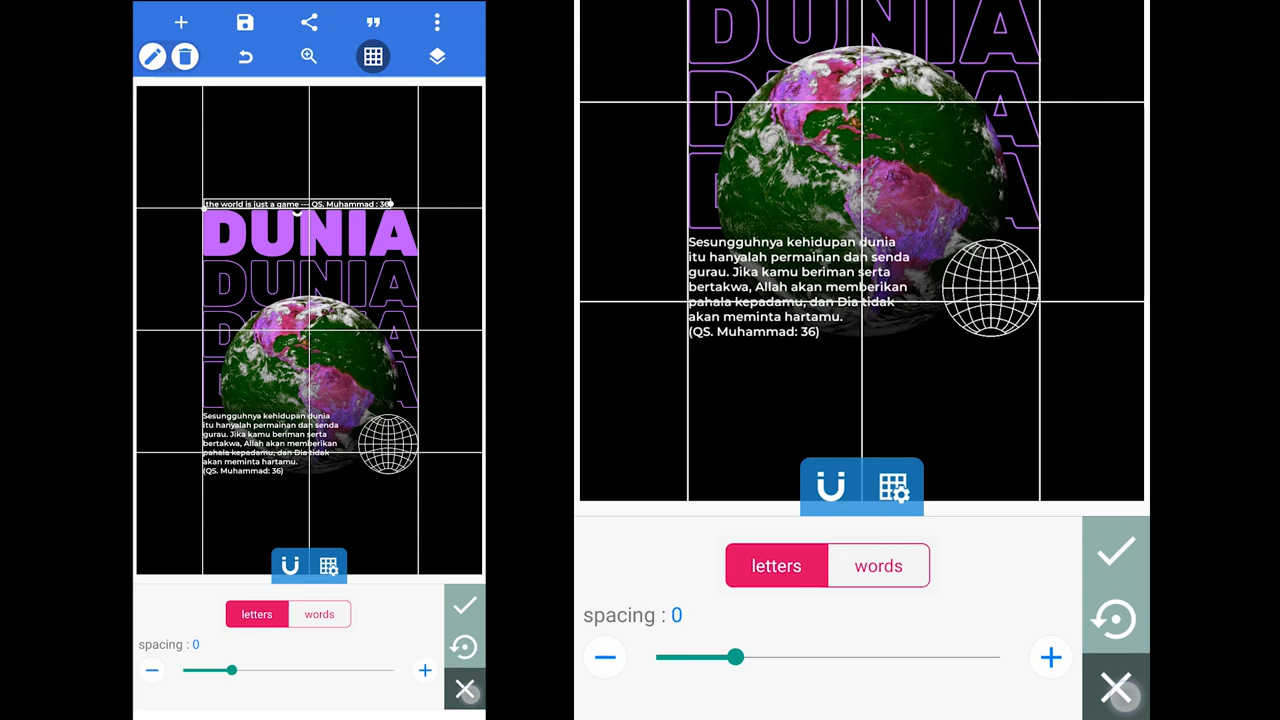 the world is just a game --- QS. Muhammad : 36
DUNIA
DUNIA
Sesungguhnya kehidupan dunia
itu hanyalah permainan dan senda
gurau. Jika kamu beriman serta
bertakwa, Allah akan memberikan
pahala kepadamu, dan Dia tidak
akan meminta hartamu.
(QS. Muhammad: 36)
letters
words
spacing : 0
DUNIA
Sesungguhnya kehidupan dunia
itu hanyalah permainan dan senda
gurau. Jika kamu beriman serta
bertakwa, Allah akan memberikan
pahala kepadamu, dan Dia tidak
akan meminta hartamu.
(QS. Muhammad: 36)
letters
words
spacing : 0